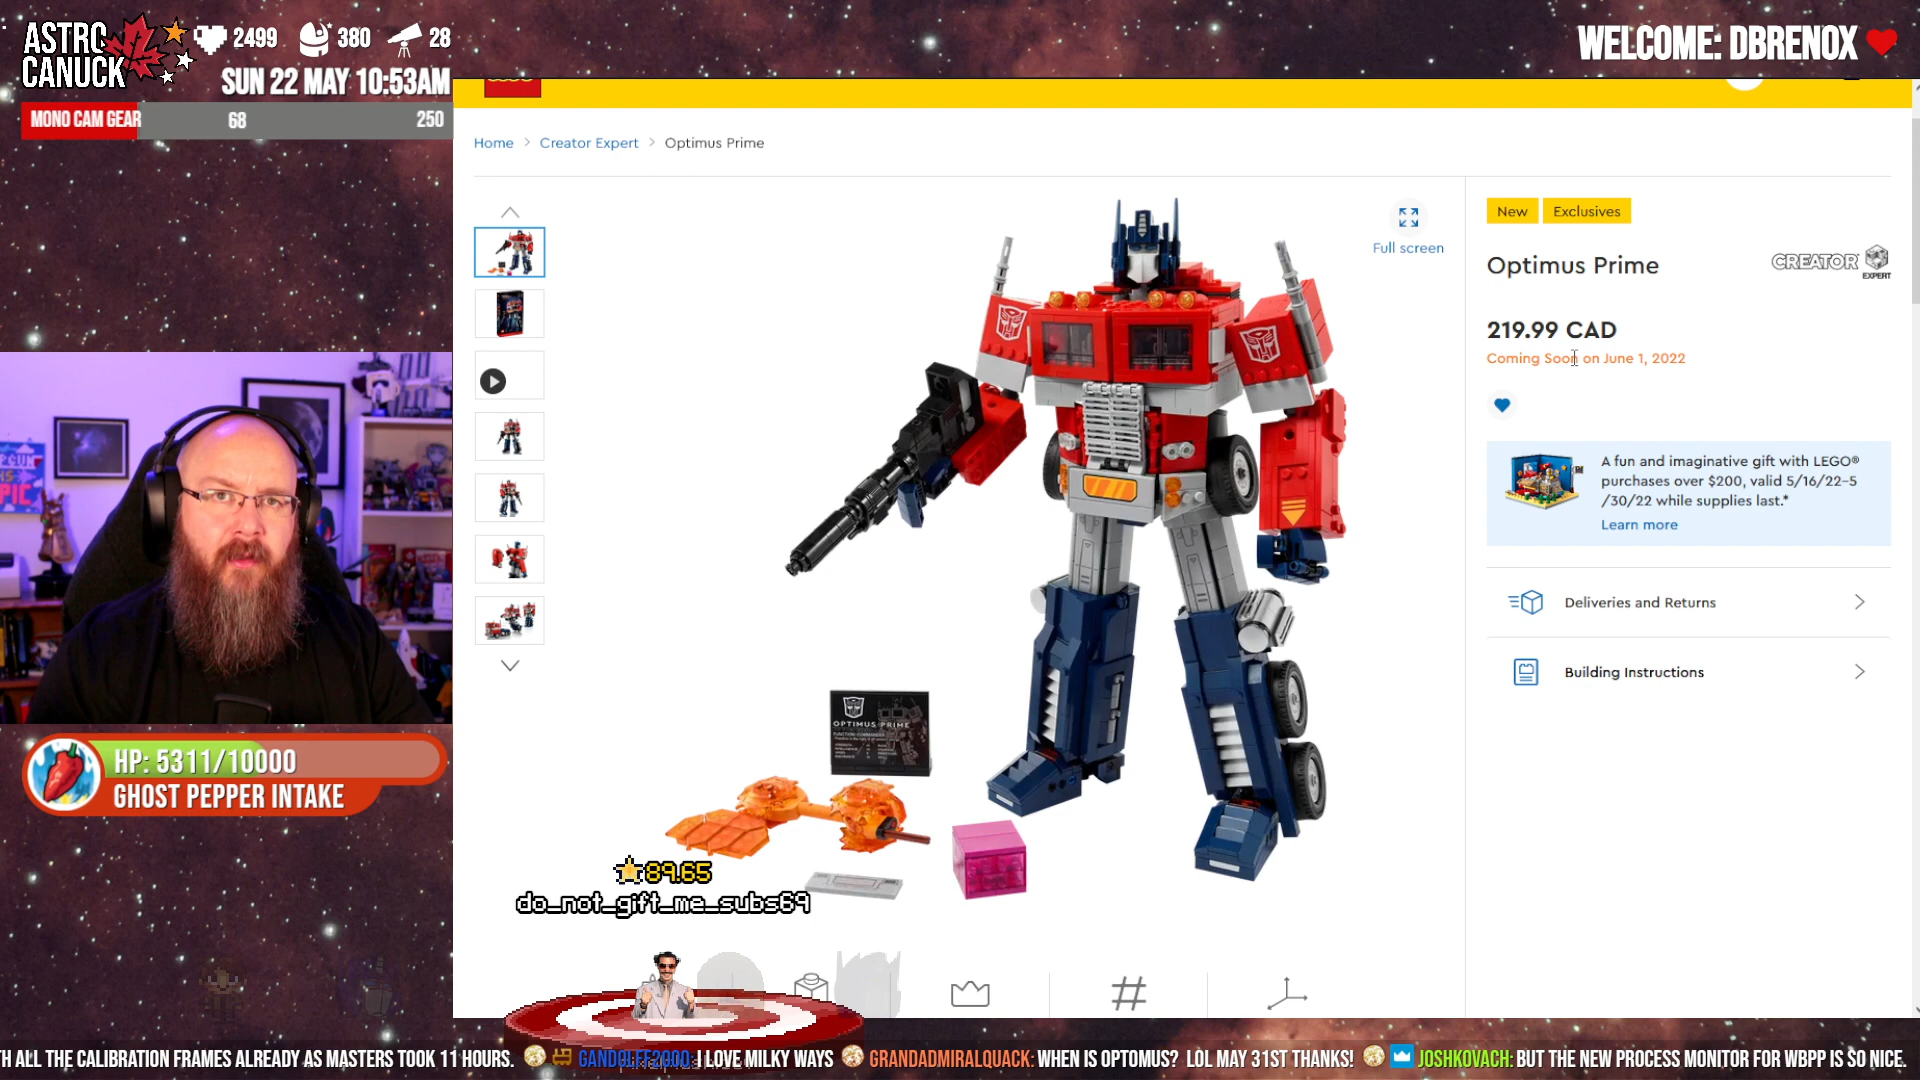 ASTRO
CANUCK
2499
380
28
SUN 22 MAY 10:53AM
MONO CAM GEAR
68
250
WELCOME: DBRENOX
Home > Creator Expert > Optimus Prime
Full screen
New
Exclusives
Optimus Prime
CREATOR
EXPERT
219.99 CAD
Coming Soon on June 1, 2022
A fun and imaginative gift with LEGO®
purchases over $200, valid 5/16/22-5
/30/22 while supplies last.*
Learn more
Deliveries and Returns
Building Instructions
OPTIMUS PRIME
HP: 5311/10000
GHOST PEPPER INTAKE
89.65
do_not_gift_me_subs69
#
H ALL THE CALIBRATION FRAMES ALREADY AS MASTERS TOOK 11 HOURS. GANDOLFF2000: I LOVE MILKY WAYS GRANDADMIRALQUACK: WHEN IS OPTOMUS? LOL MAY 31ST THANKS! JOSHKOVACH: BUT THE NEW PROCESS MONITOR FOR WBPP IS SO NICE.